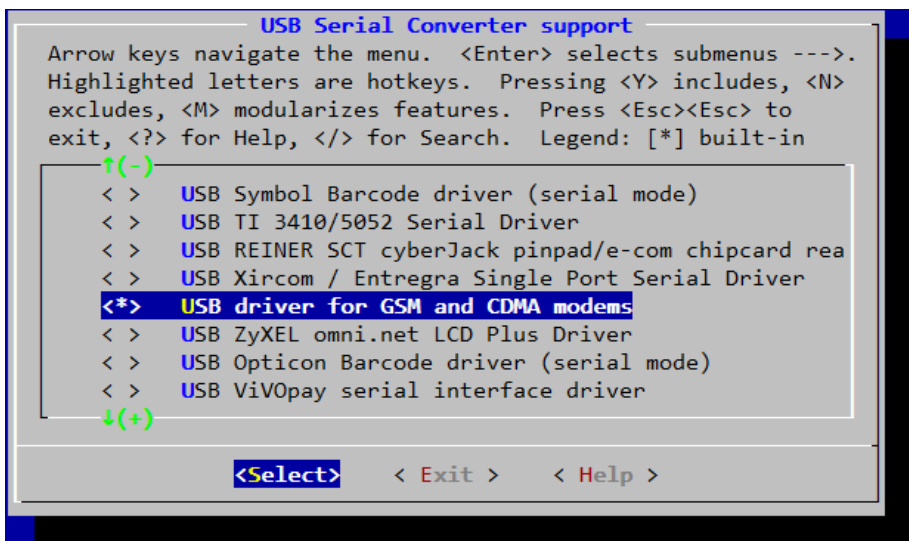 USB Serial Converter support
Arrow keys navigate the menu. <Enter> selects submenus --->.
Highlighted letters are hotkeys. Pressing <Y> includes, <N>
excludes, <M> modularizes features. Press <Esc><Esc> to
exit, <?> for Help, </> for Search. Legend: [*] built-in
↑(-)
< > USB Symbol Barcode driver (serial mode)
< > USB TI 3410/5052 Serial Driver
< > USB REINER SCT cyberJack pinpad/e-com chipcard rea
< > USB Xircom / Entregra Single Port Serial Driver
<*> USB driver for GSM and CDMA modems
< > USB ZyXEL omni.net LCD Plus Driver
< > USB Opticon Barcode driver (serial mode)
< > USB ViVOpay serial interface driver
↓(+)
<Select> < Exit > < Help >